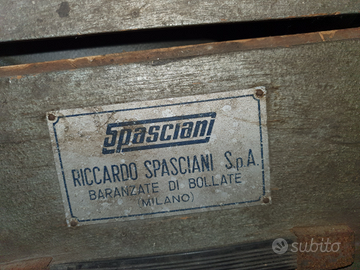 Spasciani
RICCARDO SPASCIANI S.p.A.
BARANZATE DI BOLLATE
(MILANO)
subito